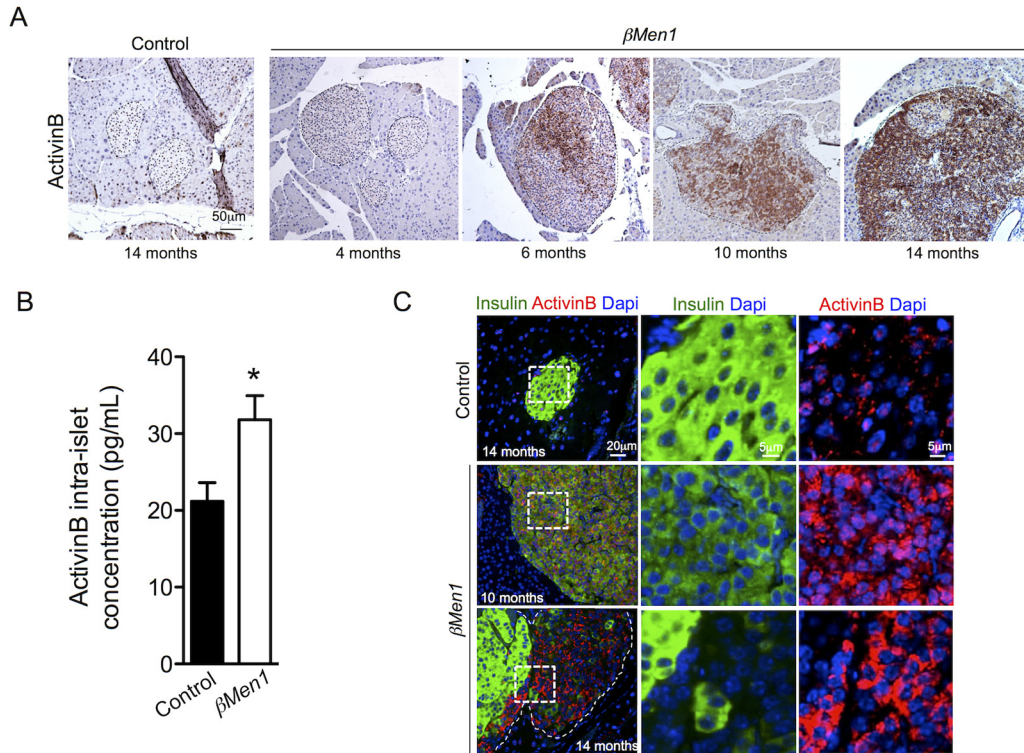 A
Control
βMen1
ActivinB
50μm
14 months
4 months
6 months
10 months
14 months
B
ActivinB intra-islet
concentration (pg/mL)
40
30
20
10
0
*
Control
βMen1
C
Insulin ActivinB Dapi
Insulin Dapi
ActivinB Dapi
Control
14 months
20μm
5μm
5μm
βMen1
10 months
14 months